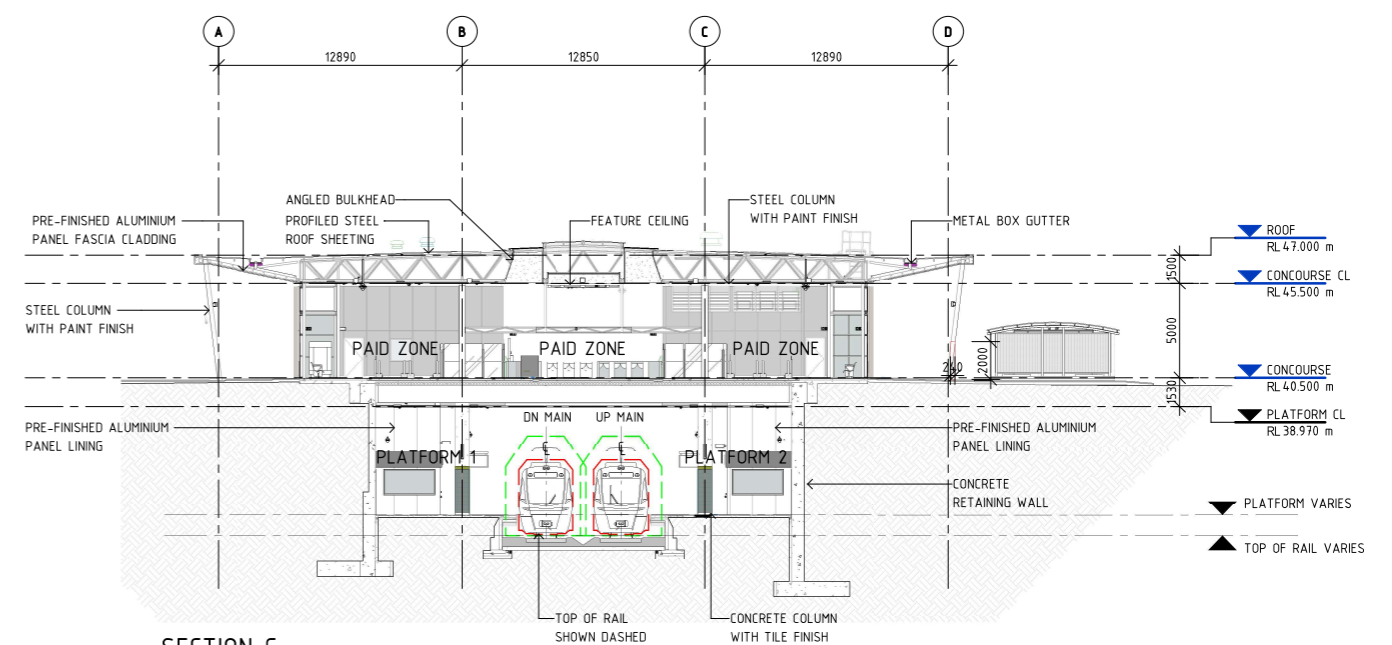 A
B
C
D
12890
12850
12890
ANGLED BULKHEAD
PROFILED STEEL
ROOF SHEETING
FEATURE CEILING
STEEL COLUMN
WITH PAINT FINISH
METAL BOX GUTTER
PRE-FINISHED ALUMINIUM
PANEL FASCIA CLADDING
ROOF
RL 47.000 m
1500
CONCOURSE CL
RL 45.500 m
STEEL COLUMN
WITH PAINT FINISH
5000
PAID ZONE
PAID ZONE
PAID ZONE
2000
CONCOURSE
RL 40.500 m
1530
PLATFORM CL
RL 38.970 m
DN MAIN
UP MAIN
PRE-FINISHED ALUMINIUM
PANEL LINING
PRE-FINISHED ALUMINIUM
PANEL LINING
PLATFORM 1
PLATFORM 2
CONCRETE
RETAINING WALL
PLATFORM VARIES
TOP OF RAIL VARIES
TOP OF RAIL
SHOWN DASHED
CONCRETE COLUMN
WITH TILE FINISH
SECTION